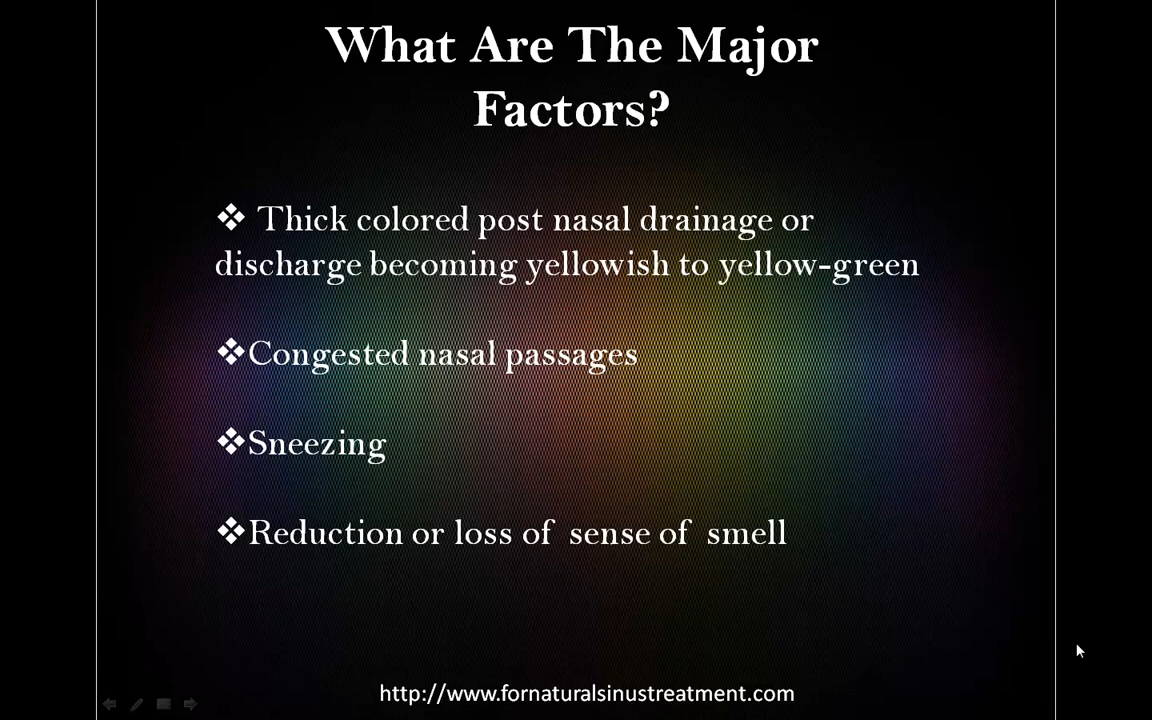 What Are The Major
Factors?
❖ Thick colored post nasal drainage or
discharge becoming yellowish to yellow-green
❖Congested nasal passages
❖Sneezing
❖Reduction or loss of sense of smell
http://www.fornaturalsinustreatment.com